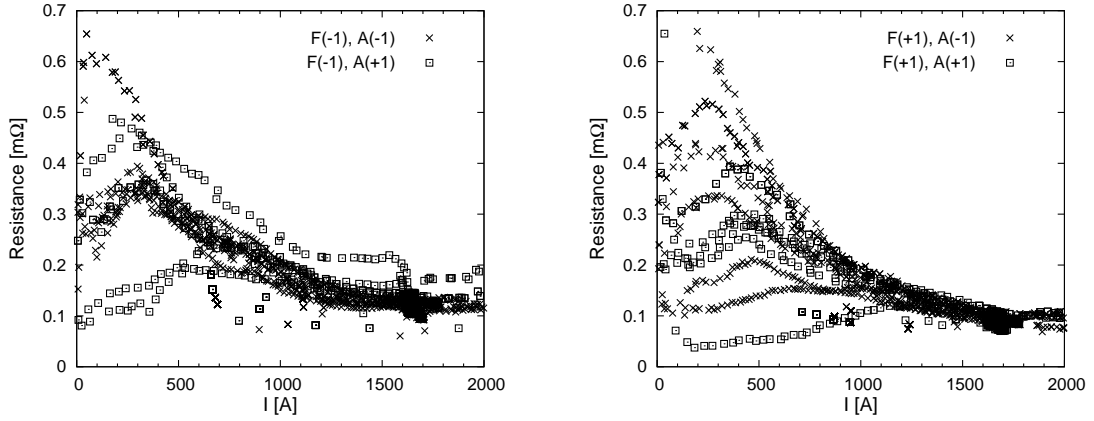 0.7
0.6
0.5
0.4
0.3
0.2
0.1
0
Resistance [mΩ]
F(-1), A(-1)
F(-1), A(+1)
0 500 1000 1500 2000
I [A]
0.7
0.6
0.5
0.4
0.3
0.2
0.1
0
Resistance [mΩ]
F(+1), A(-1)
F(+1), A(+1)
0 500 1000 1500 2000
I [A]